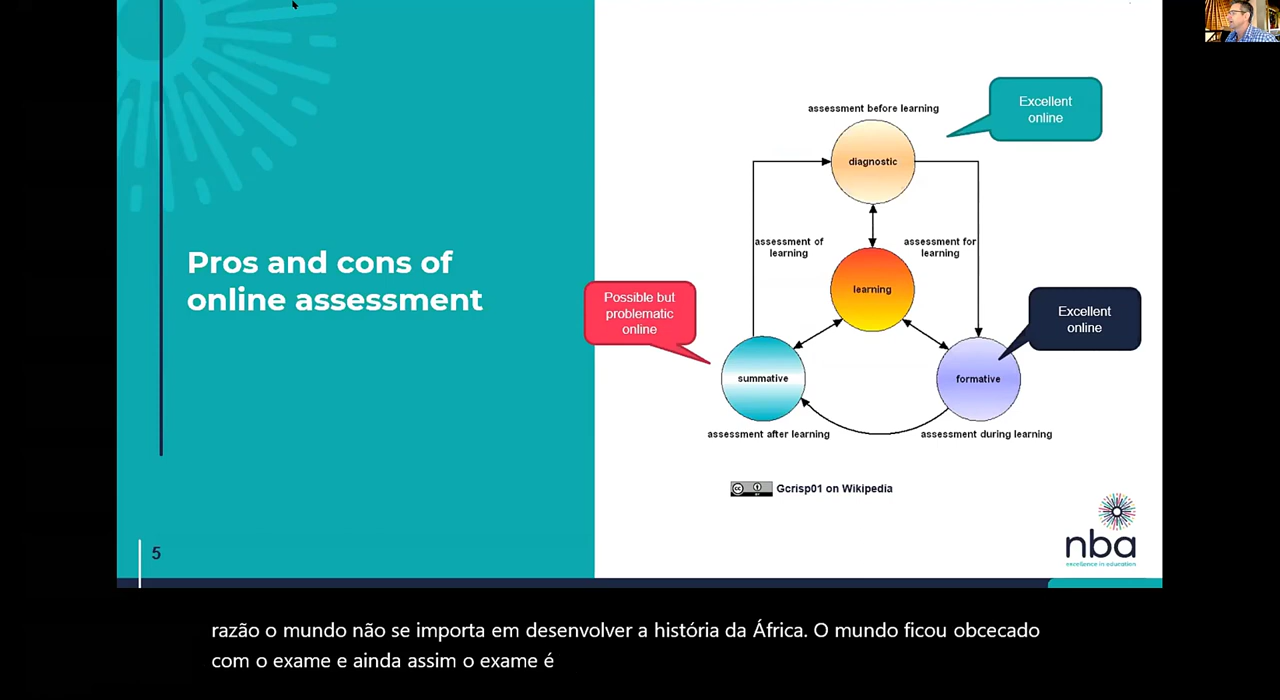 Pros and cons of
online assessment
5
assessment before learning
Excellent
online
diagnostic
assessment of
learning
assessment for
learning
learning
Possible but
problematic
online
Excellent
online
summative
formative
assessment after learning
assessment during learning
cc
BY
Gcrisp01 on Wikipedia
nba
excellence in education
razão o mundo não se importa em desenvolver a história da África. O mundo ficou obcecado
com o exame e ainda assim o exame é